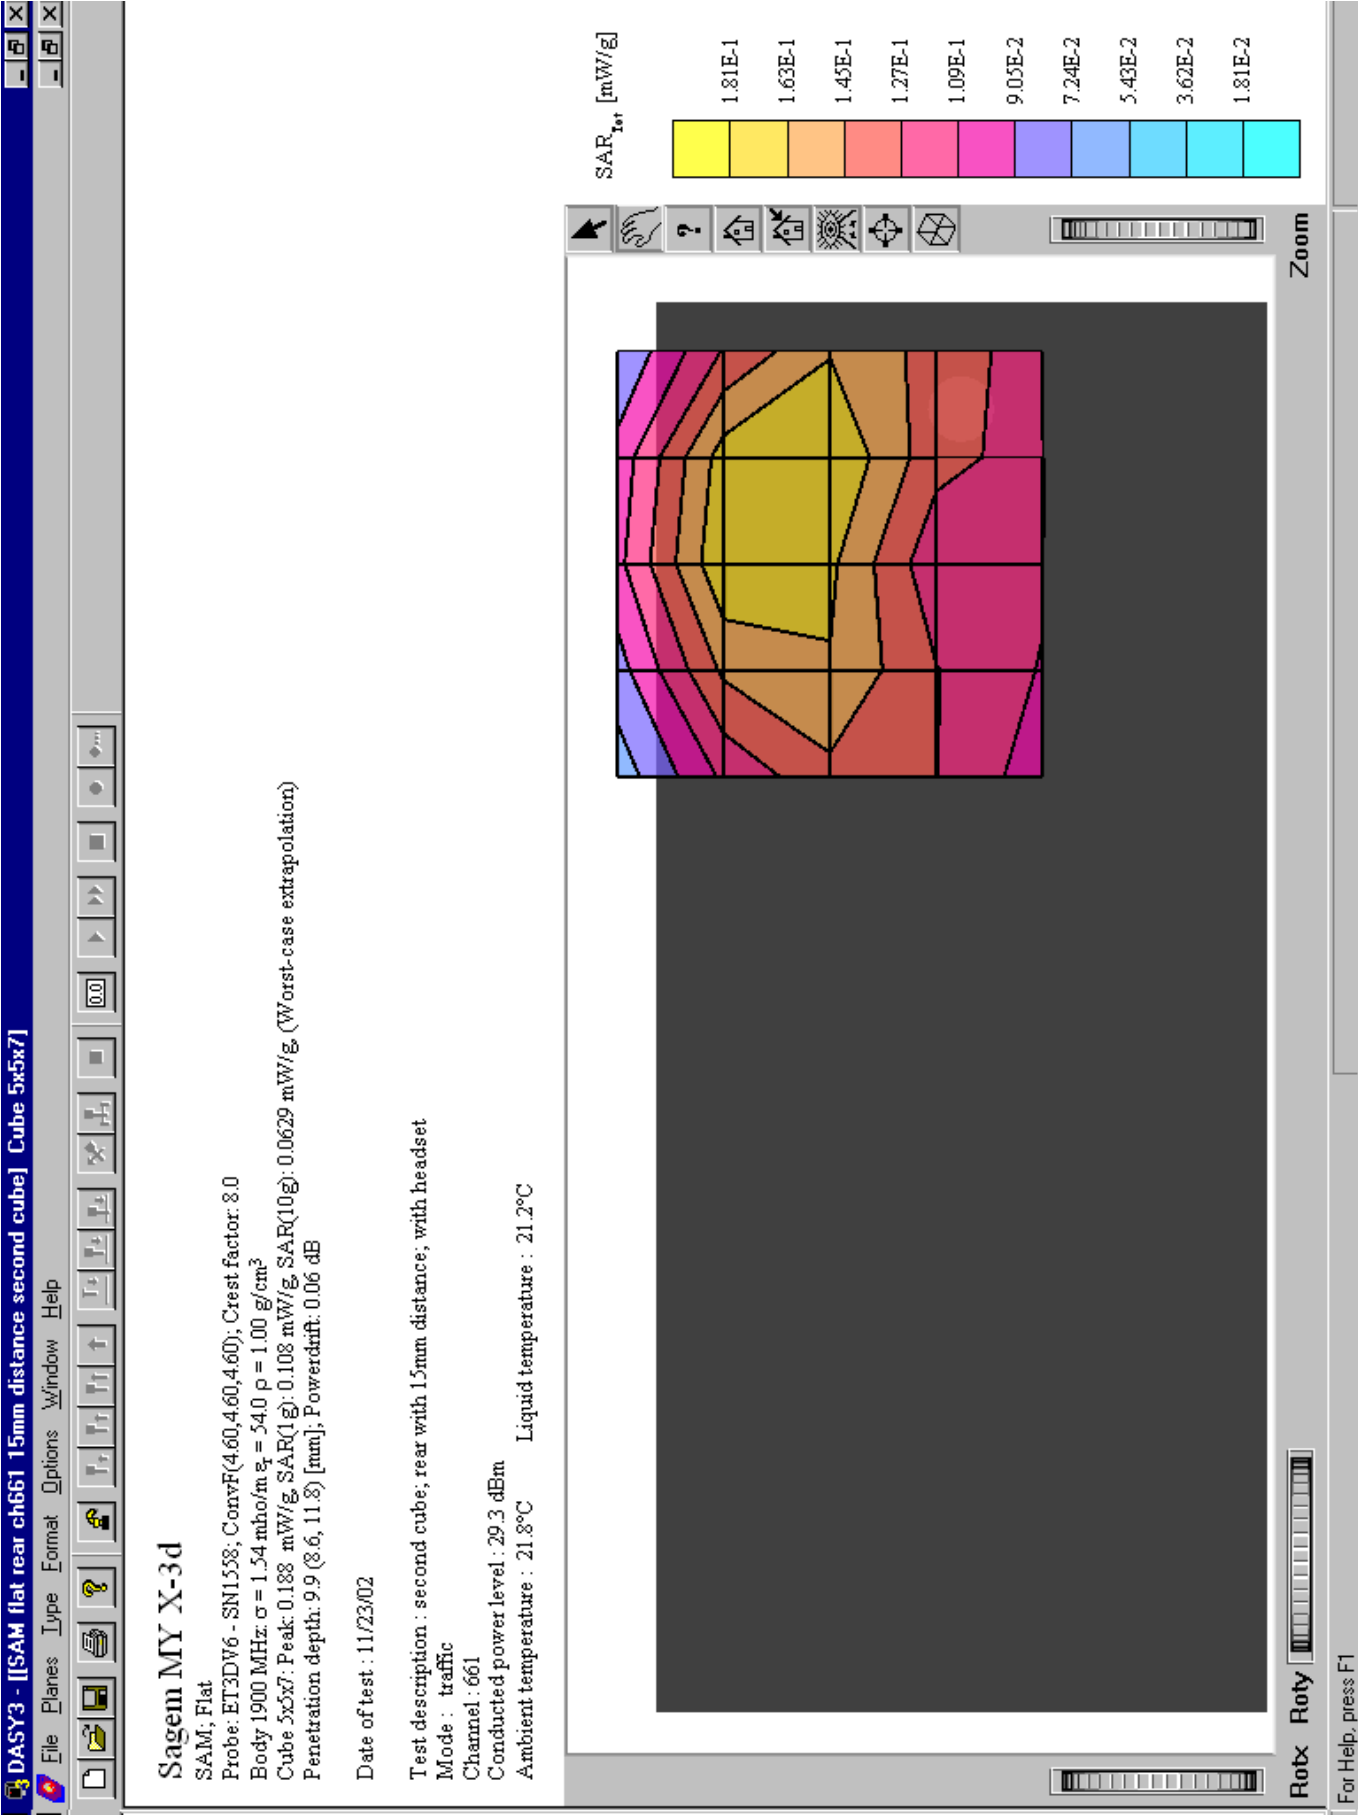 DASY3 - [[SAM flat rear ch661 15mm distance second cube] Cube 5x5x7]
File Planes Type Format Options Window Help
0.0
Sagem MY X-3d
SAM; Flat
Probe: ET3DV6 - SN1558; ConvF(4.60,4.60,4.60); Crest factor: 8.0
Body 1900 MHz: σ = 1.54 mho/m εr = 54.0 ρ = 1.00 g/cm³
Cube 5x5x7: Peak: 0.188 mW/g, SAR(1g): 0.108 mW/g, SAR(10g): 0.0629 mW/g, (Worst-case extrapolation)
Penetration depth: 9.9 (8.6, 11.8) [mm]; Powerdrift: 0.06 dB
Date of test : 11/23/02
Test description : second cube; rear with 15mm distance; with headset
Mode : traffic
Channel : 661
Conducted power level : 29.3 dBm
Ambient temperature : 21.8°C Liquid temperature : 21.2°C
SAR_Tot [mW/g]
1.81E-1
1.63E-1
1.45E-1
1.27E-1
1.09E-1
9.05E-2
7.24E-2
5.43E-2
3.62E-2
1.81E-2
Rotx Roty Zoom
For Help, press F1